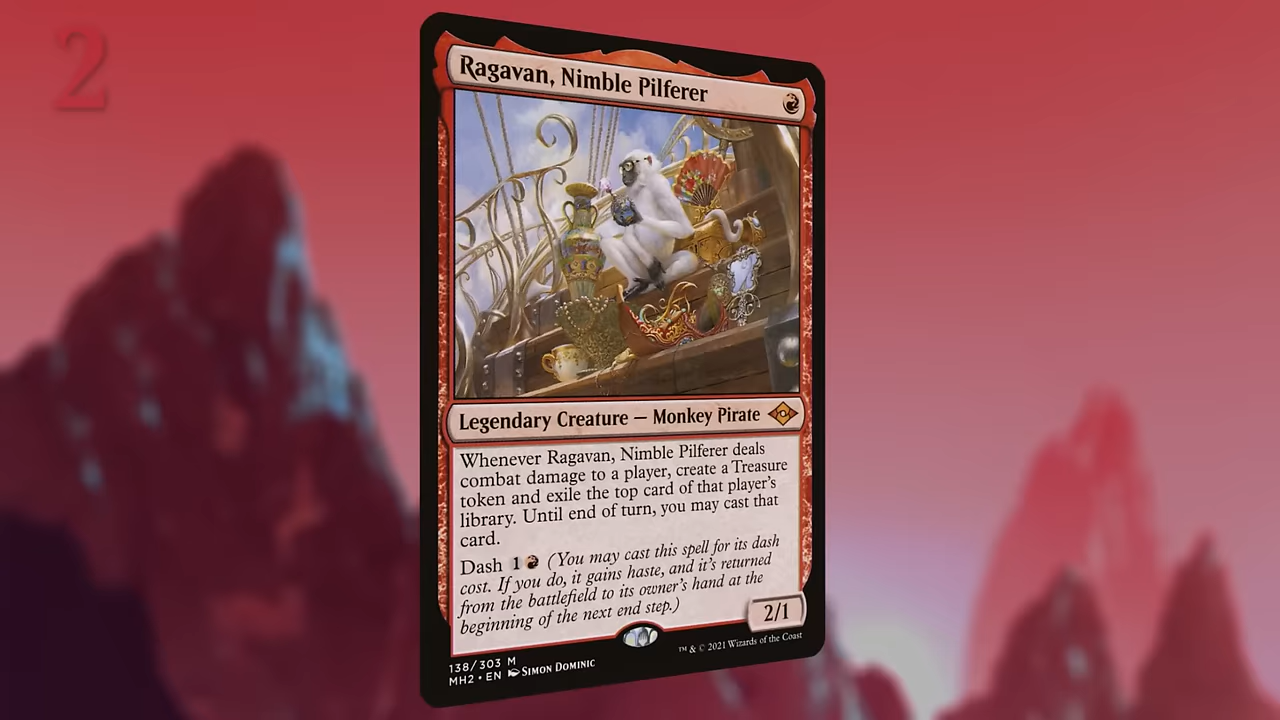 2
Ragavan, Nimble Pilferer
Legendary Creature — Monkey Pirate
Whenever Ragavan, Nimble Pilferer deals
combat damage to a player, create a Treasure
token and exile the top card of that player's
library. Until end of turn, you may cast that
card.
Dash 1 (You may cast this spell for its dash
cost. If you do, it gains haste, and it's returned
from the battlefield to its owner's hand at the
beginning of the next end step.)
2/1
138/303 M
MH2 • EN SIMON DOMINIC
™ & © 2021 Wizards of the Coast